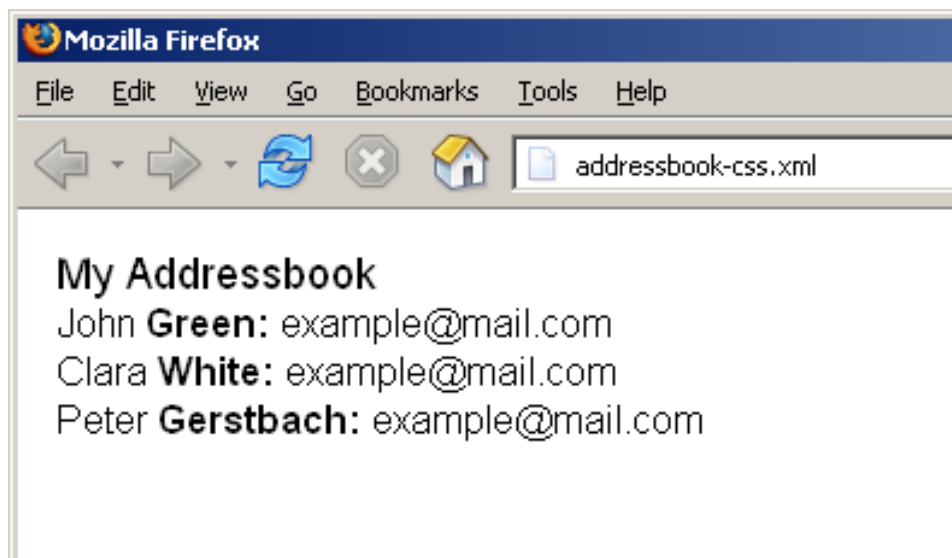 Mozilla Firefox
File Edit View Go Bookmarks Tools Help
addressbook-css.xml
My Addressbook
John Green: example@mail.com
Clara White: example@mail.com
Peter Gerstbach: example@mail.com